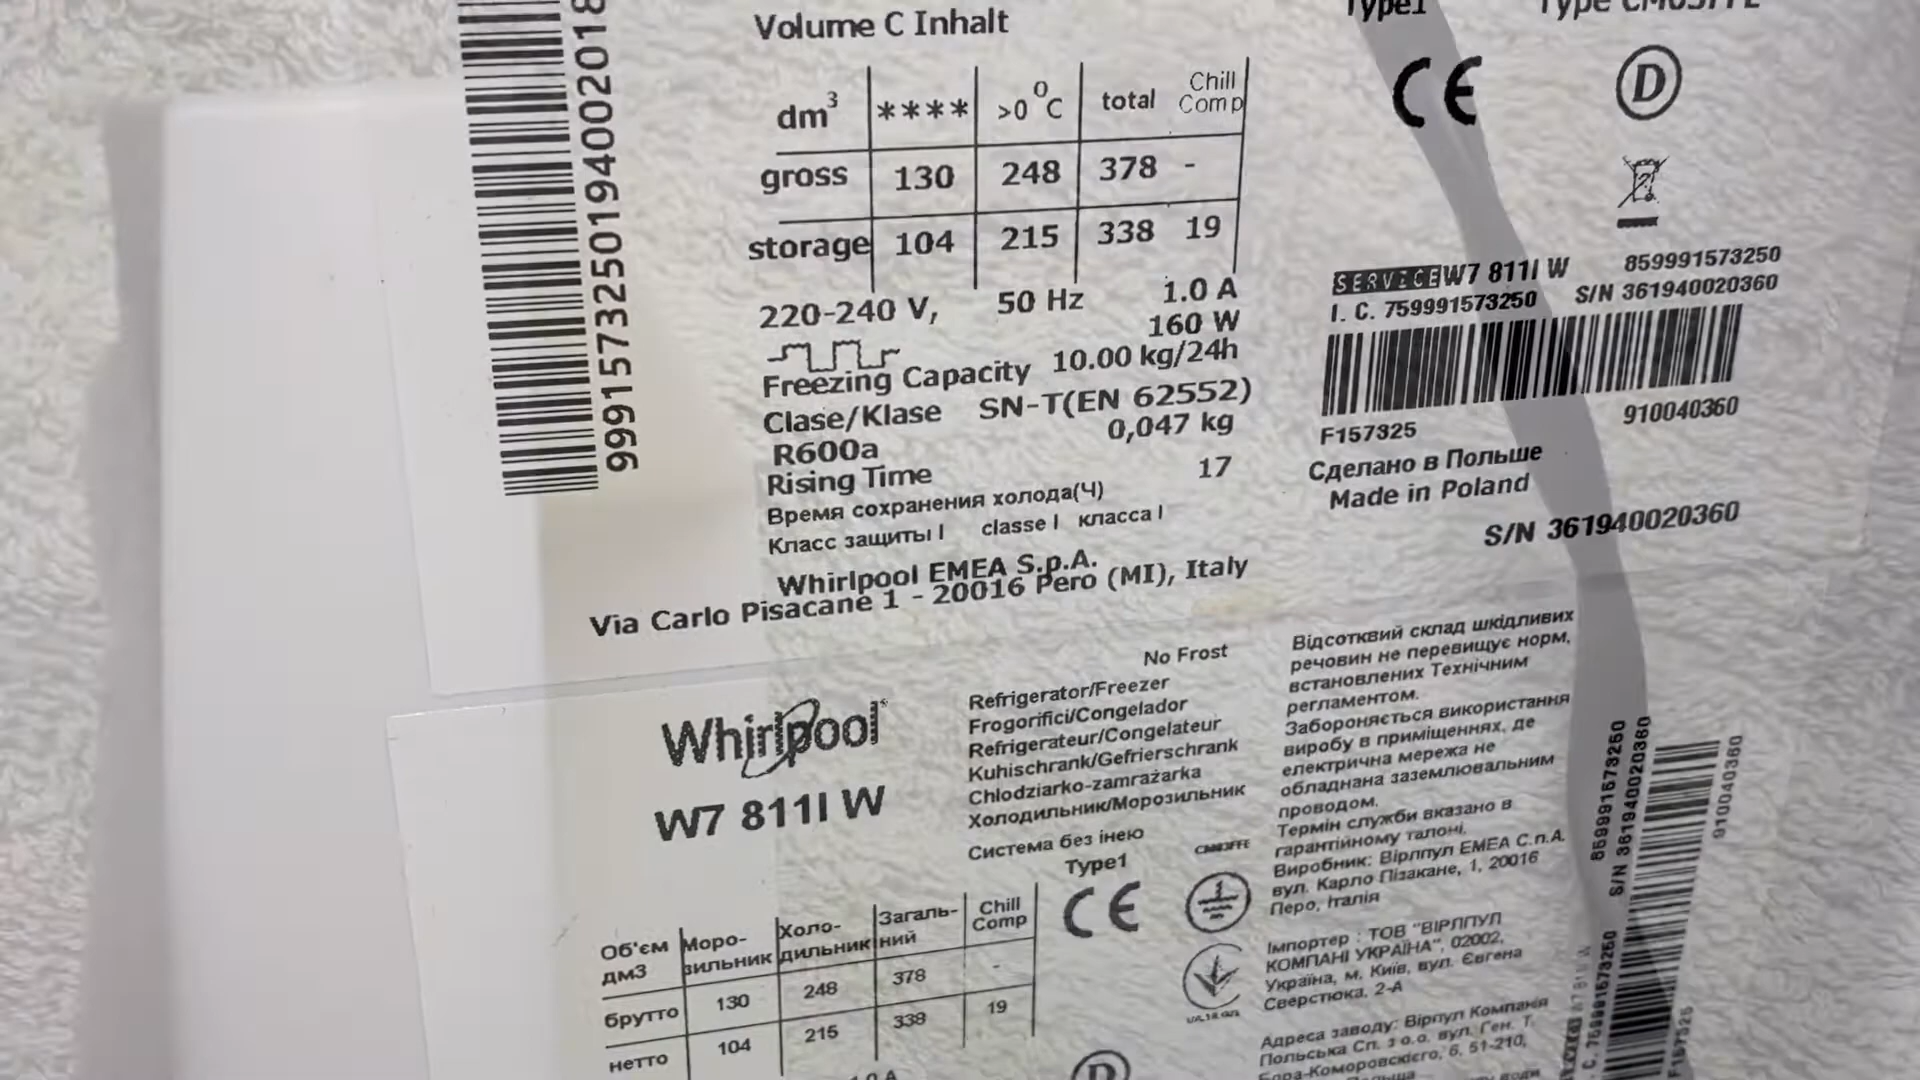 Volume C Inhalt
dm3 **** >0 °C total Chill Comp
gross 130 248 378 -
storage 104 215 338 19
220-240 V, 50 Hz 1.0 A
160 W
Freezing Capacity 10.00 kg/24h
Clase/Klase SN-T(EN 62552)
R600a 0,047 kg
Rising Time
Время сохранения холода(Ч) 17
Класс защиты I classe I класса I
Whirlpool EMEA S.p.A.
Via Carlo Pisacane 1 - 20016 Pero (MI), Italy
Type1
CE
D
SERVICE W7 811I W 859991573250
I. C. 759991573250 S/N 361940020360
F157325 910040360
Сделано в Польше
Made in Poland
S/N 361940020360
Whirlpool
W7 811I W
No Frost
Refrigerator/Freezer
Frogorifici/Congelador
Refrigerateur/Congelateur
Kuhischrank/Gefrierschrank
Chlodziarko-zamrażarka
Холодильник/Морозильник
Система без інею
Type1
CE
Об'єм дм3 Моро-зильник Холо-дильник Загаль-ний Chill Comp
брутто 130 248 378 -
нетто 104 215 338 19
Відсотквий склад шкідливих
речовин не перевищує норм,
встановлених Технічним
регламентом.
Забороняється використання
виробу в приміщеннях, де
електрична мережа не
обладнана заземлювальним
проводом.
Термін служби вказано в
гарантійному талоні.
Виробник: Вірлпул EMEA С.п.А.
вул. Карло Пізакане, 1, 20016
Перо, Італія
Імпортер : ТОВ "ВІРЛПУЛ
КОМПАНІ УКРАЇНА", 02002,
Україна, м. Київ, вул. Євгена
Сверстюка, 2-А
Адреса заводу: Вірпул Компанія
Польська Сп. з о.о. вул. Ген. Т.
Бора-Коморовскієго, 6, 51-210,
859991573250
S/N 361940020360
910040360